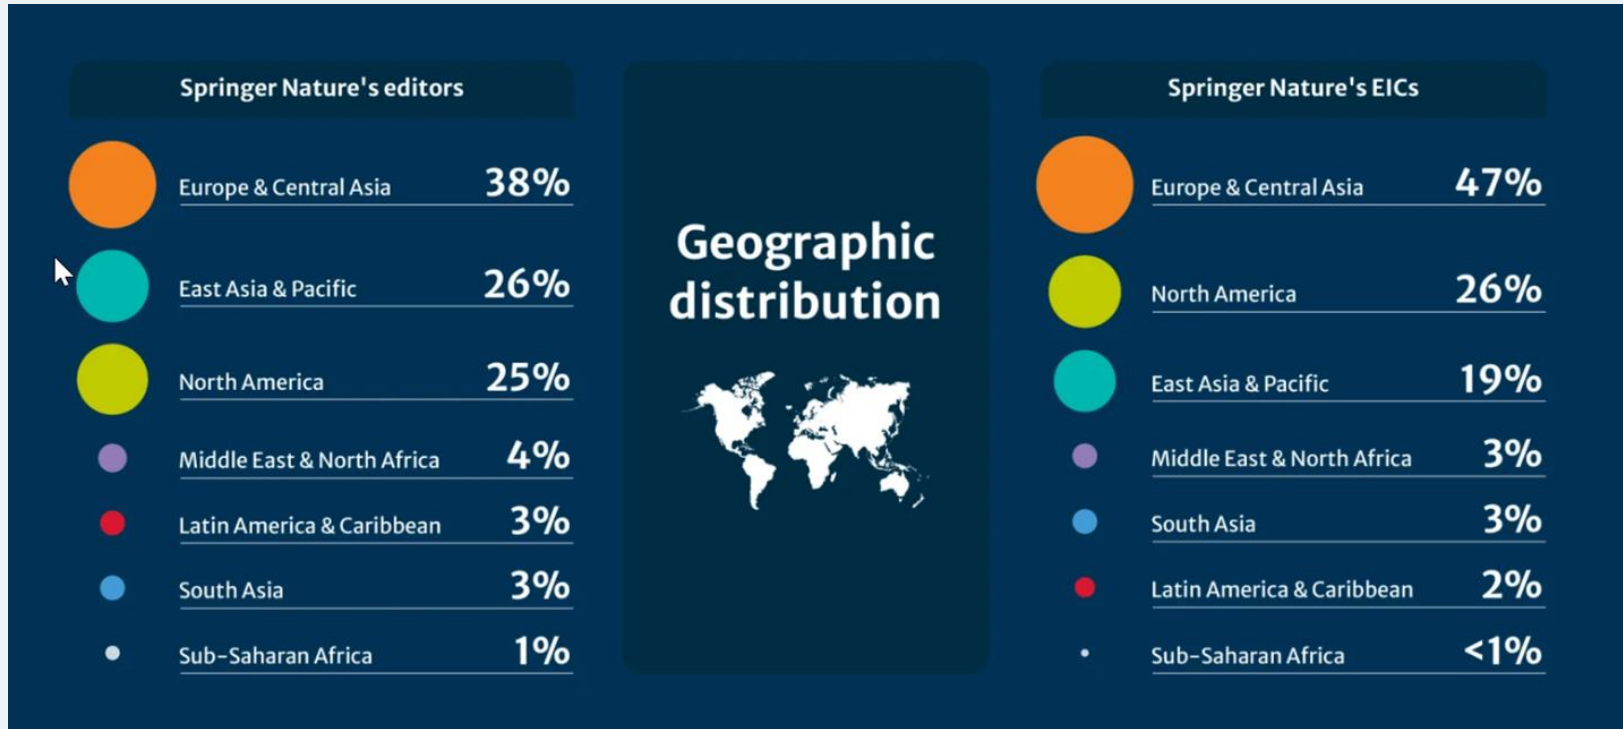 Springer Nature's editors
Europe & Central Asia 38%
East Asia & Pacific 26%
North America 25%
Middle East & North Africa 4%
Latin America & Caribbean 3%
South Asia 3%
Sub-Saharan Africa 1%
Geographic
distribution
Springer Nature's EICs
Europe & Central Asia 47%
North America 26%
East Asia & Pacific 19%
Middle East & North Africa 3%
South Asia 3%
Latin America & Caribbean 2%
Sub-Saharan Africa <1%